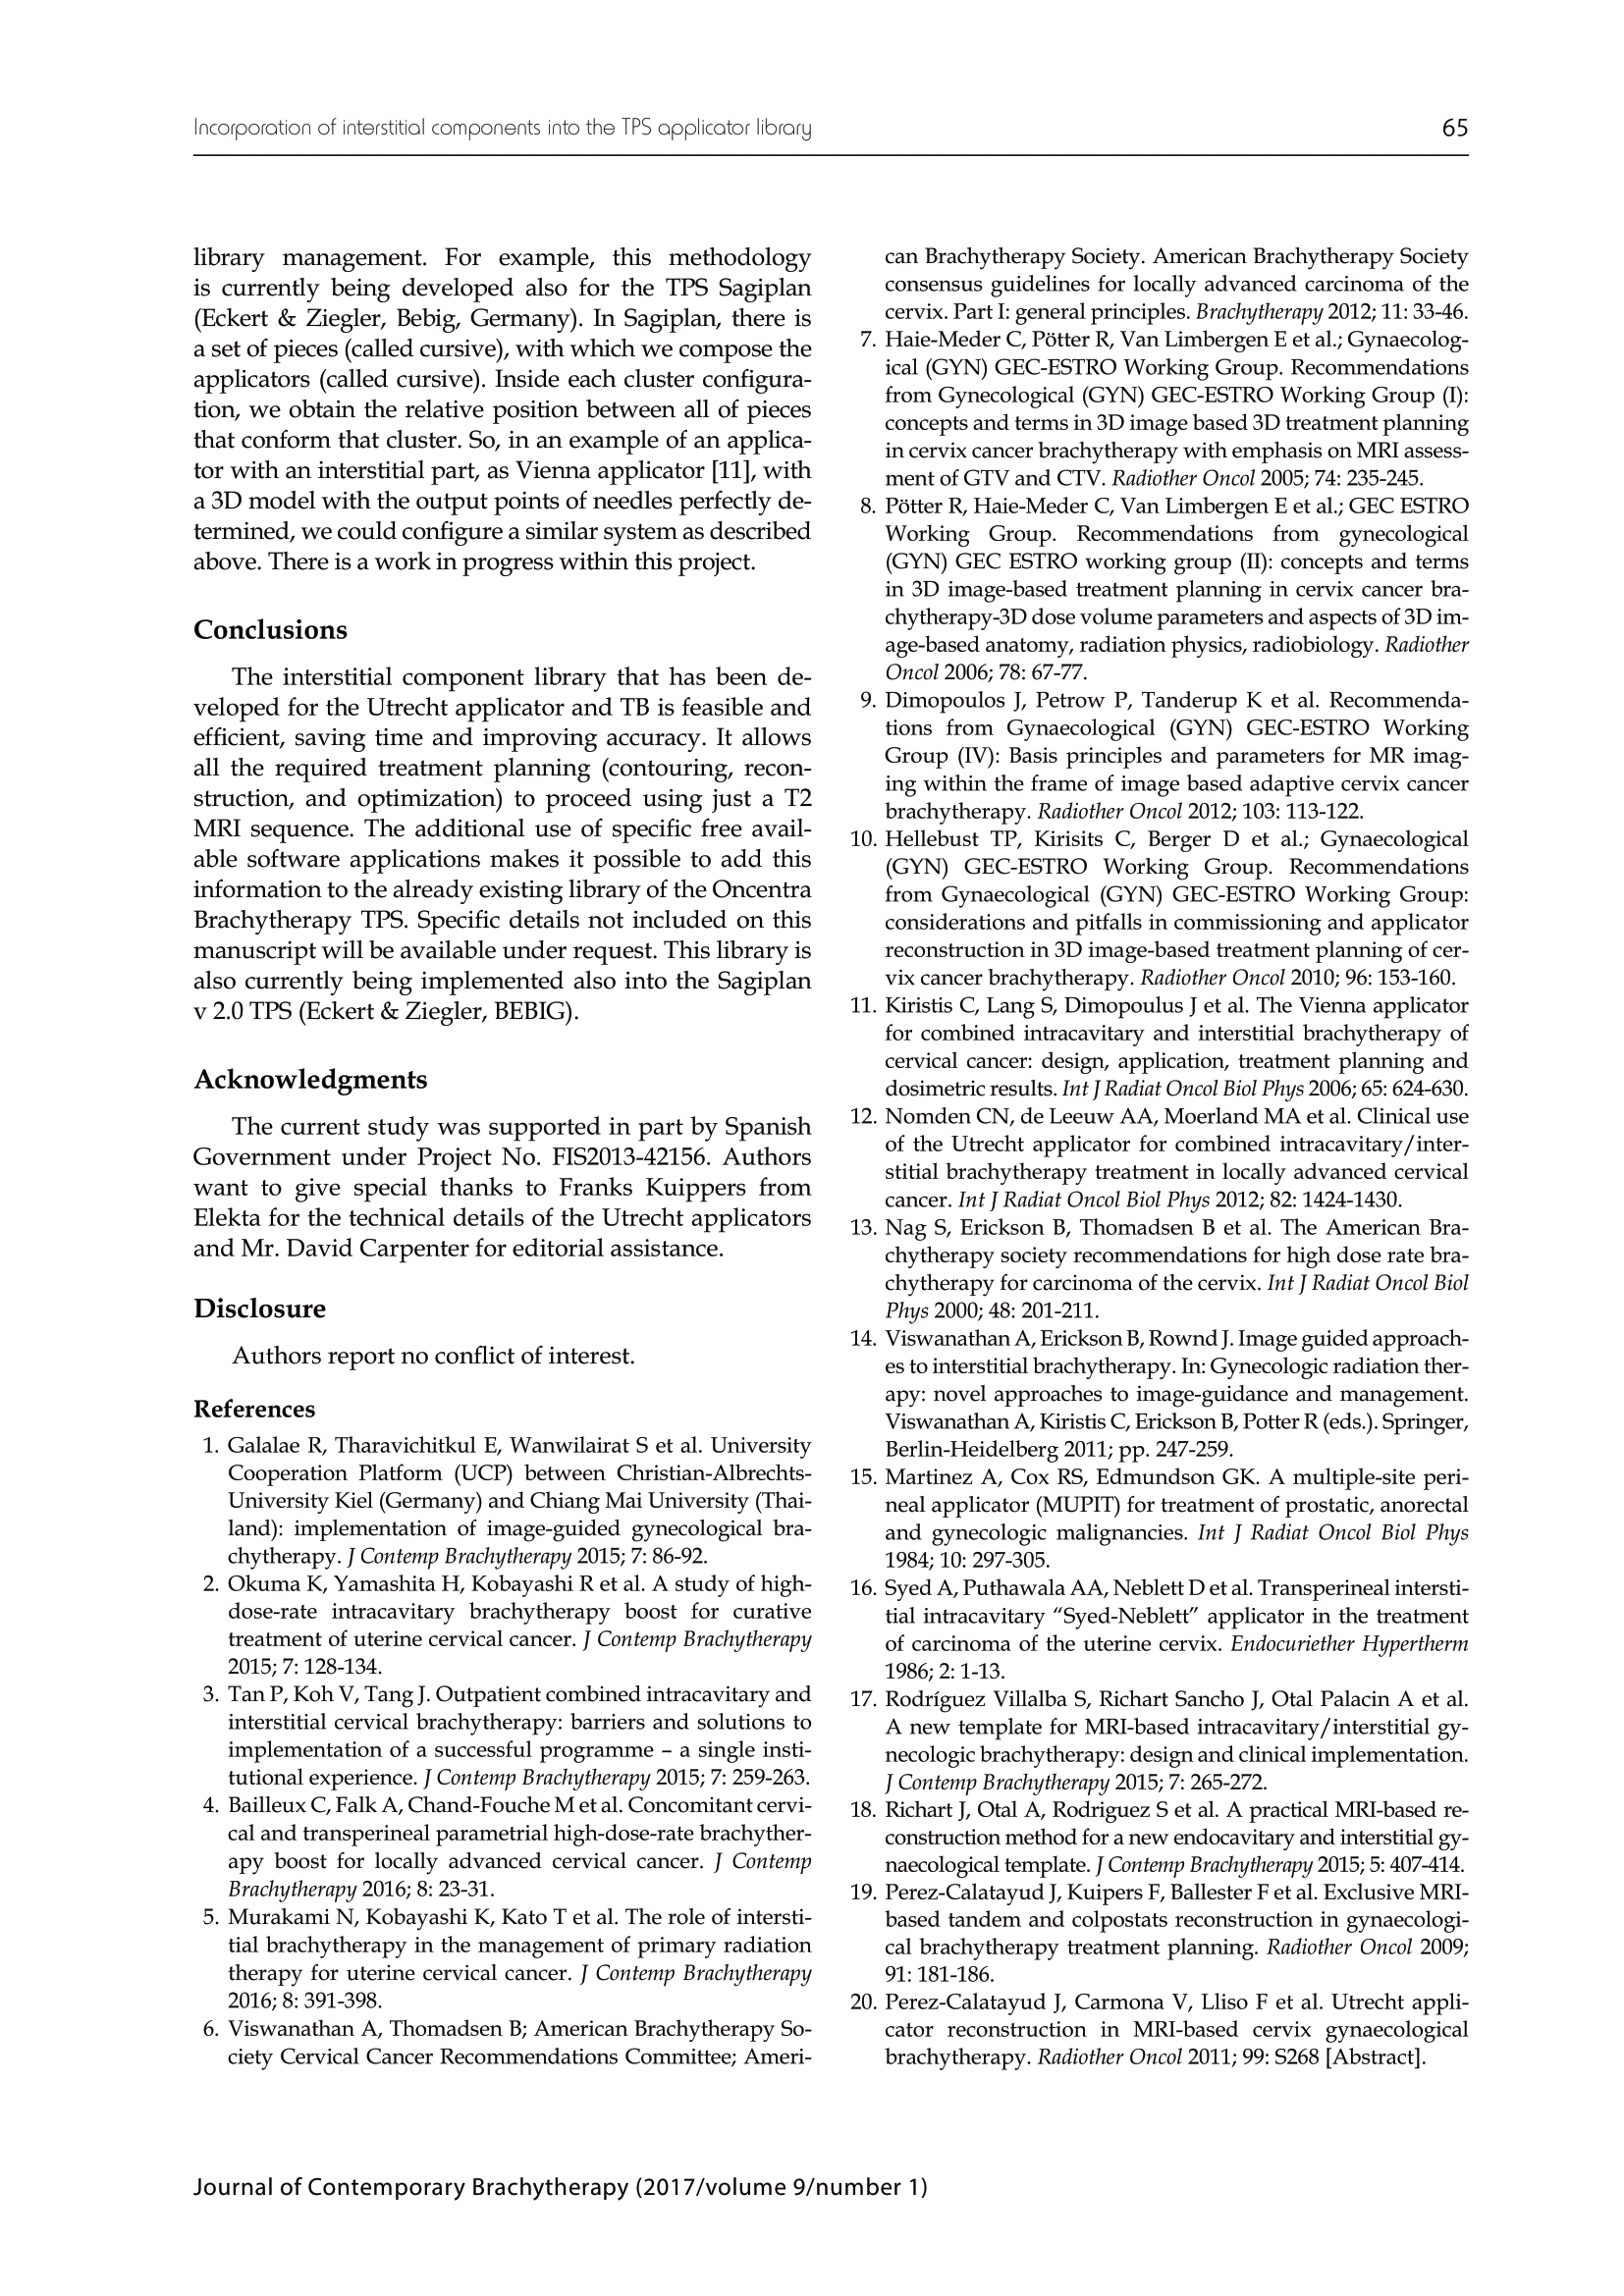 Incorporation of interstitial components into the TPS applicator library
65
library management. For example, this methodology
is currently being developed also for the TPS Sagiplan
(Eckert & Ziegler, Bebig, Germany). In Sagiplan, there is
a set of pieces (called cursive), with which we compose the
applicators (called cursive). Inside each cluster configura-
tion, we obtain the relative position between all of pieces
that conform that cluster. So, in an example of an applica-
tor with an interstitial part, as Vienna applicator [11], with
a 3D model with the output points of needles perfectly de-
termined, we could configure a similar system as described
above. There is a work in progress within this project.
Conclusions
The interstitial component library that has been de-
veloped for the Utrecht applicator and TB is feasible and
efficient, saving time and improving accuracy. It allows
all the required treatment planning (contouring, recon-
struction, and optimization) to proceed using just a T2
MRI sequence. The additional use of specific free avail-
able software applications makes it possible to add this
information to the already existing library of the Oncentra
Brachytherapy TPS. Specific details not included on this
manuscript will be available under request. This library is
also currently being implemented also into the Sagiplan
v 2.0 TPS (Eckert & Ziegler, BEBIG).
Acknowledgments
The current study was supported in part by Spanish
Government under Project No. FIS2013-42156. Authors
want to give special thanks to Franks Kuippers from
Elekta for the technical details of the Utrecht applicators
and Mr. David Carpenter for editorial assistance.
Disclosure
Authors report no conflict of interest.
References
1. Galalae R, Tharavichitkul E, Wanwilairat S et al. University
Cooperation Platform (UCP) between Christian-Albrechts-
University Kiel (Germany) and Chiang Mai University (Thai-
land): implementation of image-guided gynecological bra-
chytherapy. J Contemp Brachytherapy 2015; 7: 86-92.
2. Okuma K, Yamashita H, Kobayashi R et al. A study of high-
dose-rate intracavitary brachytherapy boost for curative
treatment of uterine cervical cancer. J Contemp Brachytherapy
2015; 7: 128-134.
3. Tan P, Koh V, Tang J. Outpatient combined intracavitary and
interstitial cervical brachytherapy: barriers and solutions to
implementation of a successful programme – a single insti-
tutional experience. J Contemp Brachytherapy 2015; 7: 259-263.
4. Bailleux C, Falk A, Chand-Fouche M et al. Concomitant cervi-
cal and transperineal parametrial high-dose-rate brachyther-
apy boost for locally advanced cervical cancer. J Contemp
Brachytherapy 2016; 8: 23-31.
5. Murakami N, Kobayashi K, Kato T et al. The role of intersti-
tial brachytherapy in the management of primary radiation
therapy for uterine cervical cancer. J Contemp Brachytherapy
2016; 8: 391-398.
6. Viswanathan A, Thomadsen B; American Brachytherapy So-
ciety Cervical Cancer Recommendations Committee; Ameri-
can Brachytherapy Society. American Brachytherapy Society
consensus guidelines for locally advanced carcinoma of the
cervix. Part I: general principles. Brachytherapy 2012; 11: 33-46.
7. Haie-Meder C, Pötter R, Van Limbergen E et al.; Gynaecolog-
ical (GYN) GEC-ESTRO Working Group. Recommendations
from Gynecological (GYN) GEC-ESTRO Working Group (I):
concepts and terms in 3D image based 3D treatment planning
in cervix cancer brachytherapy with emphasis on MRI assess-
ment of GTV and CTV. Radiother Oncol 2005; 74: 235-245.
8. Pötter R, Haie-Meder C, Van Limbergen E et al.; GEC ESTRO
Working Group. Recommendations from gynecological
(GYN) GEC ESTRO working group (II): concepts and terms
in 3D image-based treatment planning in cervix cancer bra-
chytherapy-3D dose volume parameters and aspects of 3D im-
age-based anatomy, radiation physics, radiobiology. Radiother
Oncol 2006; 78: 67-77.
9. Dimopoulos J, Petrow P, Tanderup K et al. Recommenda-
tions from Gynaecological (GYN) GEC-ESTRO Working
Group (IV): Basis principles and parameters for MR imag-
ing within the frame of image based adaptive cervix cancer
brachytherapy. Radiother Oncol 2012; 103: 113-122.
10. Hellebust TP, Kirisits C, Berger D et al.; Gynaecological
(GYN) GEC-ESTRO Working Group. Recommendations
from Gynaecological (GYN) GEC-ESTRO Working Group:
considerations and pitfalls in commissioning and applicator
reconstruction in 3D image-based treatment planning of cer-
vix cancer brachytherapy. Radiother Oncol 2010; 96: 153-160.
11. Kiristis C, Lang S, Dimopoulus J et al. The Vienna applicator
for combined intracavitary and interstitial brachytherapy of
cervical cancer: design, application, treatment planning and
dosimetric results. Int J Radiat Oncol Biol Phys 2006; 65: 624-630.
12. Nomden CN, de Leeuw AA, Moerland MA et al. Clinical use
of the Utrecht applicator for combined intracavitary/inter-
stitial brachytherapy treatment in locally advanced cervical
cancer. Int J Radiat Oncol Biol Phys 2012; 82: 1424-1430.
13. Nag S, Erickson B, Thomadsen B et al. The American Bra-
chytherapy society recommendations for high dose rate bra-
chytherapy for carcinoma of the cervix. Int J Radiat Oncol Biol
Phys 2000; 48: 201-211.
14. Viswanathan A, Erickson B, Rownd J. Image guided approach-
es to interstitial brachytherapy. In: Gynecologic radiation ther-
apy: novel approaches to image-guidance and management.
Viswanathan A, Kiristis C, Erickson B, Potter R (eds.). Springer,
Berlin-Heidelberg 2011; pp. 247-259.
15. Martinez A, Cox RS, Edmundson GK. A multiple-site peri-
neal applicator (MUPIT) for treatment of prostatic, anorectal
and gynecologic malignancies. Int J Radiat Oncol Biol Phys
1984; 10: 297-305.
16. Syed A, Puthawala AA, Neblett D et al. Transperineal intersti-
tial intracavitary “Syed-Neblett” applicator in the treatment
of carcinoma of the uterine cervix. Endocuriether Hypertherm
1986; 2: 1-13.
17. Rodríguez Villalba S, Richart Sancho J, Otal Palacin A et al.
A new template for MRI-based intracavitary/interstitial gy-
necologic brachytherapy: design and clinical implementation.
J Contemp Brachytherapy 2015; 7: 265-272.
18. Richart J, Otal A, Rodriguez S et al. A practical MRI-based re-
construction method for a new endocavitary and interstitial gy-
naecological template. J Contemp Brachytherapy 2015; 5: 407-414.
19. Perez-Calatayud J, Kuipers F, Ballester F et al. Exclusive MRI-
based tandem and colpostats reconstruction in gynaecologi-
cal brachytherapy treatment planning. Radiother Oncol 2009;
91: 181-186.
20. Perez-Calatayud J, Carmona V, Lliso F et al. Utrecht appli-
cator reconstruction in MRI-based cervix gynaecological
brachytherapy. Radiother Oncol 2011; 99: S268 [Abstract].
Journal of Contemporary Brachytherapy (2017/volume 9/number 1)